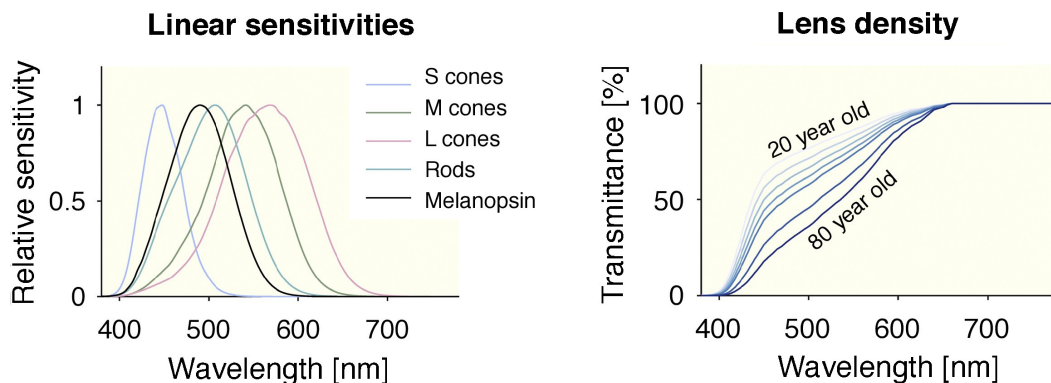 Linear sensitivities
Relative sensitivity
1
0.5
0
400 500 600 700
Wavelength [nm]
S cones
M cones
L cones
Rods
Melanopsin
Lens density
Transmittance [%]
100
50
0
20 year old
80 year old
400 500 600 700
Wavelength [nm]